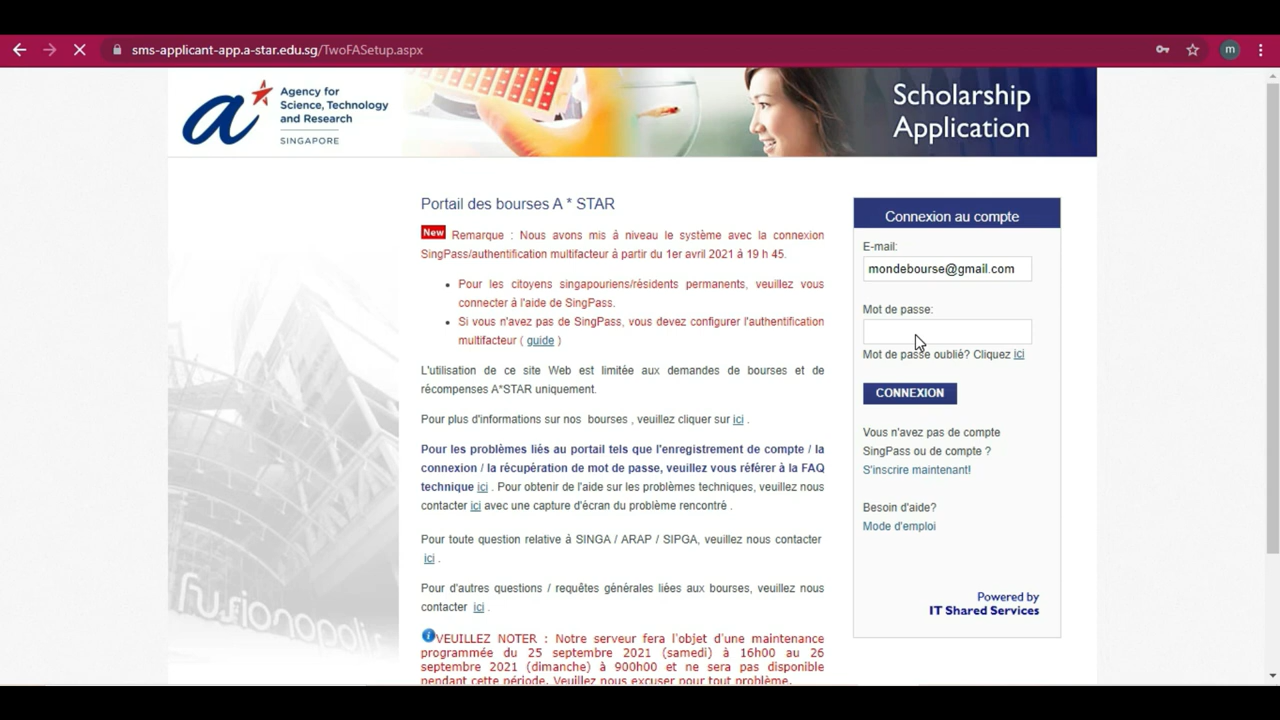 sms-applicant-app.a-star.edu.sg/TwoFASetup.aspx
m
Agency for
Science, Technology
and Research
SINGAPORE
Scholarship
Application
Portail des bourses A * STAR
New Remarque : Nous avons mis à niveau le système avec la connexion
SingPass/authentification multifacteur à partir du 1er avril 2021 à 19 h 45.
• Pour les citoyens singapouriens/résidents permanents, veuillez vous
connecter à l'aide de SingPass.
• Si vous n'avez pas de SingPass, vous devez configurer l'authentification
multifacteur ( guide )
L'utilisation de ce site Web est limitée aux demandes de bourses et de
récompenses A*STAR uniquement.
Pour plus d'informations sur nos bourses , veuillez cliquer sur ici .
Pour les problèmes liés au portail tels que l'enregistrement de compte / la
connexion / la récupération de mot de passe, veuillez vous référer à la FAQ
technique ici . Pour obtenir de l'aide sur les problèmes techniques, veuillez nous
contacter ici avec une capture d'écran du problème rencontré .
Pour toute question relative à SINGA / ARAP / SIPGA, veuillez nous contacter
ici .
Pour d'autres questions / requêtes générales liées aux bourses, veuillez nous
contacter ici .
VEUILLEZ NOTER : Notre serveur fera l'objet d'une maintenance
programmée du 25 septembre 2021 (samedi) à 16h00 au 26
septembre 2021 (dimanche) à 900h00 et ne sera pas disponible
pendant cette période. Veuillez nous excuser pour tout problème.
Connexion au compte
E-mail:
mondebourse@gmail.com
Mot de passe:
Mot de passe oublié? Cliquez ici
CONNEXION
Vous n'avez pas de compte
SingPass ou de compte ?
S'inscrire maintenant!
Besoin d'aide?
Mode d'emploi
Powered by
IT Shared Services
fusionopolis